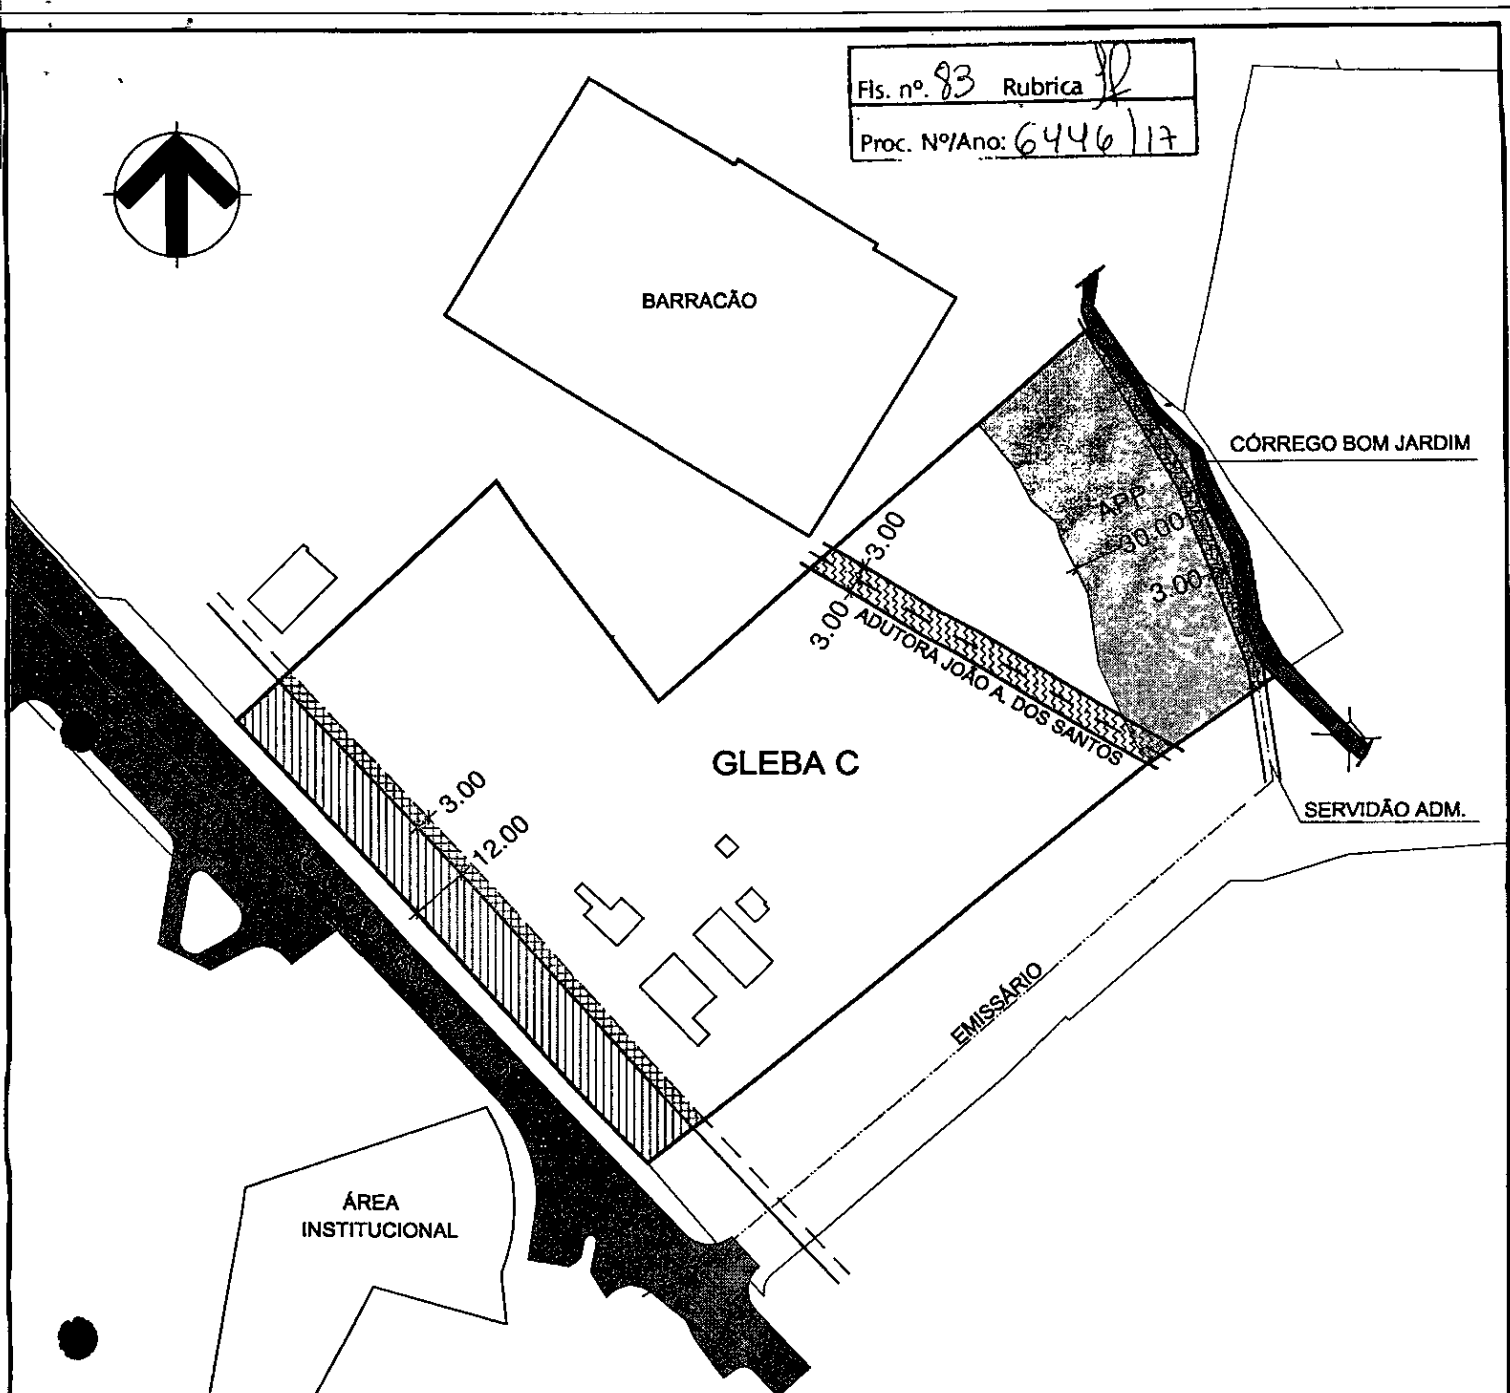 Fls. nº. 83 Rubrica
Proc. Nº/Ano: 6446/17
BARRACÃO
CÓRREGO BOM JARDIM
APP
30.00
3.00
3.00
3.00
ADUTORA JOÃO A. DOS SANTOS
GLEBA C
SERVIDÃO ADM.
3.00
12.00
EMISSÁRIO
ÁREA
INSTITUCIONAL